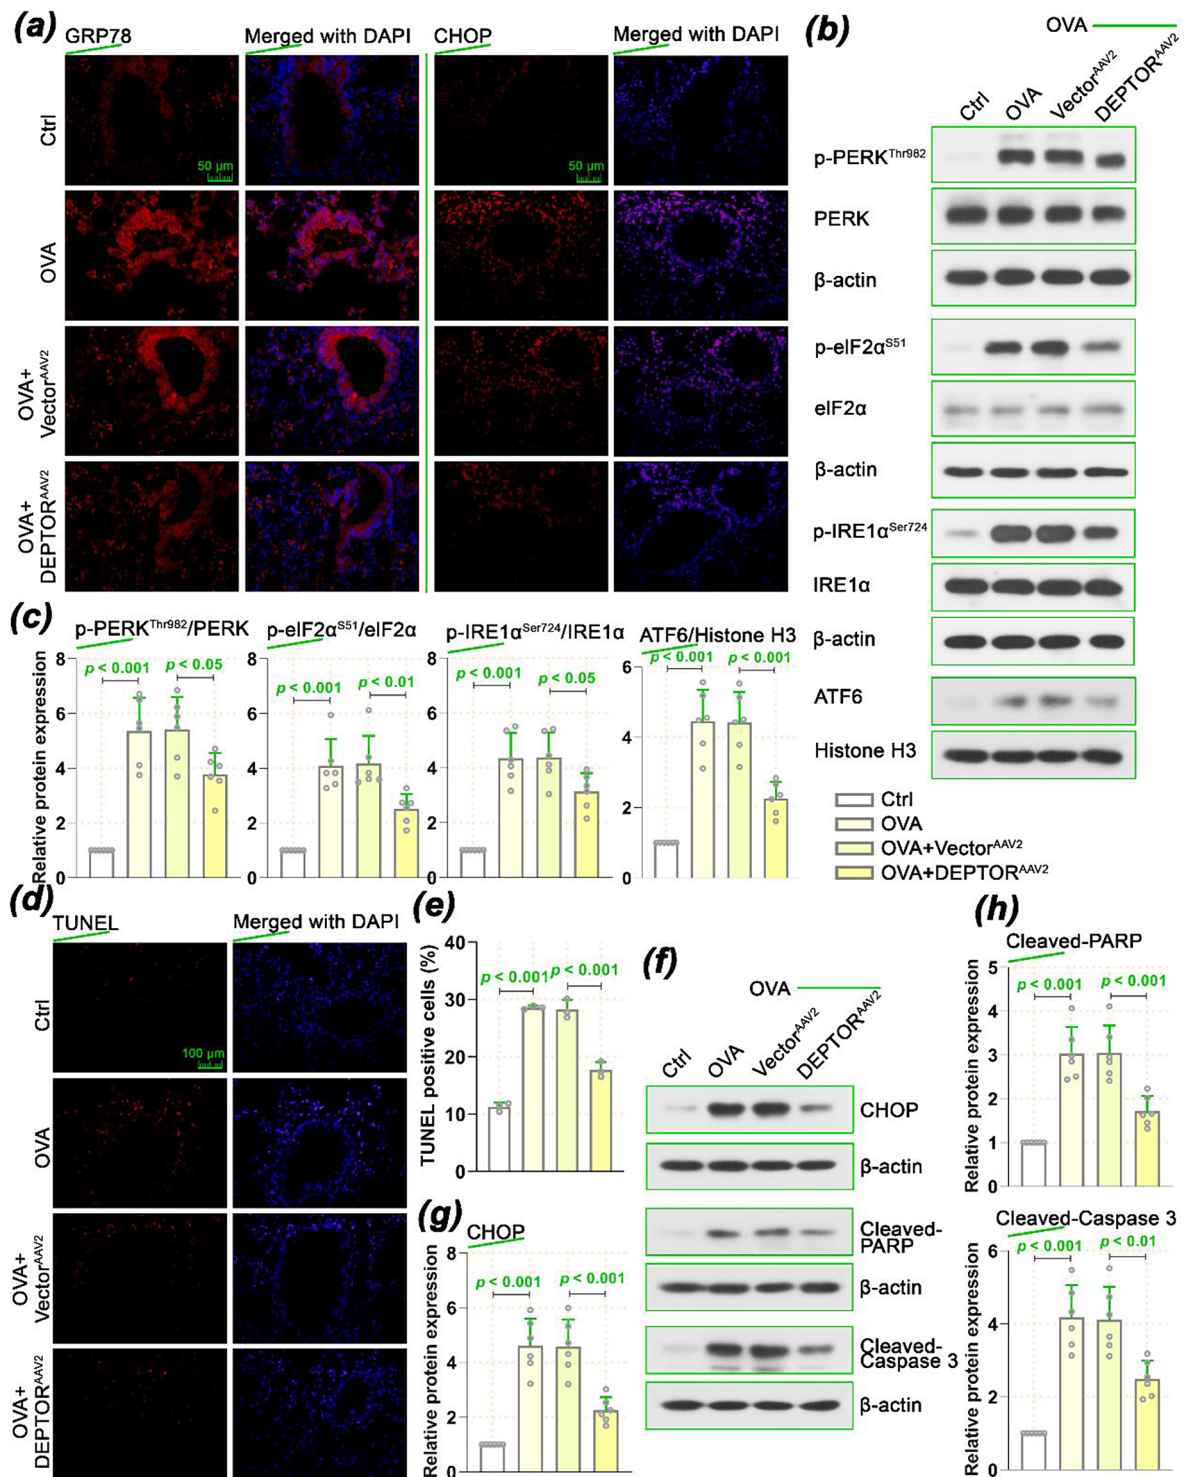 (a)
GRP78 Merged with DAPI CHOP Merged with DAPI
Ctrl
50 µm 50 µm
OVA
OVA+
Vector^AAV2
OVA+
DEPTOR^AAV2
(b)
OVA
Ctrl OVA Vector^AAV2 DEPTOR^AAV2
p-PERK^Thr982
PERK
β-actin
p-eIF2α^S51
eIF2α
β-actin
p-IRE1α^Ser724
IRE1α
β-actin
ATF6
Histone H3
Ctrl
OVA
OVA+Vector^AAV2
OVA+DEPTOR^AAV2
(c)
Relative protein expression
p-PERK^Thr982/PERK
8
6
4
2
0
p < 0.001 p < 0.05
p-eIF2α^S51/eIF2α
8
6
4
2
0
p < 0.001 p < 0.01
p-IRE1α^Ser724/IRE1α
8
6
4
2
0
p < 0.001 p < 0.05
ATF6/Histone H3
6
4
2
0
p < 0.001 p < 0.001
(d)
TUNEL Merged with DAPI
Ctrl
100 µm
OVA
OVA+
Vector^AAV2
OVA+
DEPTOR^AAV2
(e)
TUNEL positive cells (%)
40
30
20
10
0
p < 0.001 p < 0.001
(f)
OVA
Ctrl OVA Vector^AAV2 DEPTOR^AAV2
CHOP
β-actin
Cleaved-
PARP
β-actin
Cleaved-
Caspase 3
β-actin
(g)
CHOP
Relative protein expression
8
6
4
2
0
p < 0.001 p < 0.001
(h)
Cleaved-PARP
Relative protein expression
5
4
3
2
1
0
p < 0.001 p < 0.001
Cleaved-Caspase 3
Relative protein expression
6
4
2
0
p < 0.001 p < 0.01